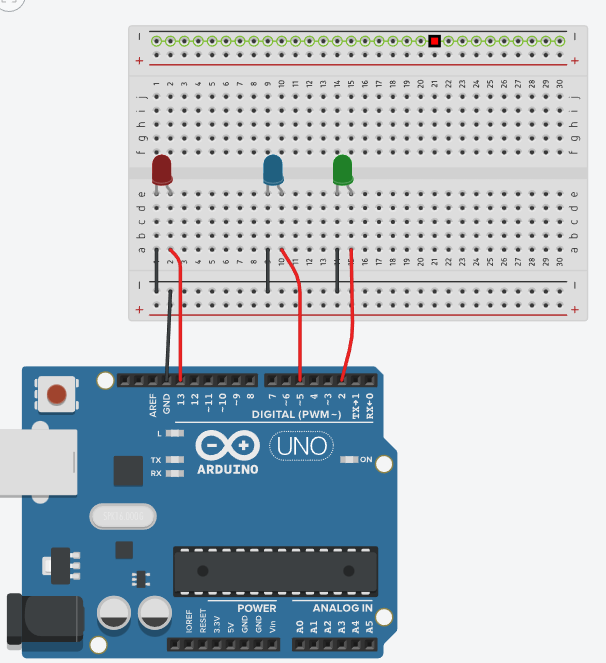 − −
+ +
1 2 3 4 5 6 7 8 9 10 11 12 13 14 15 16 17 18 19 20 21 22 23 24 25 26 27 28 29 30
j j
i i
h h
g g
f f
e e
d d
c c
b b
a a
1 2 3 4 5 6 7 8 9 10 11 12 13 14 15 16 17 18 19 20 21 22 23 24 25 26 27 28 29 30
− −
+ +
AREF GND 13 12 ~11 ~10 ~9 8 7 ~6 ~5 4 ~3 2 TX→1 RX←0
DIGITAL (PWM~)
L
TX
RX
UNO
ARDUINO
ON
POWER ANALOG IN
IOREF RESET 3.3V 5V GND GND Vin A0 A1 A2 A3 A4 A5